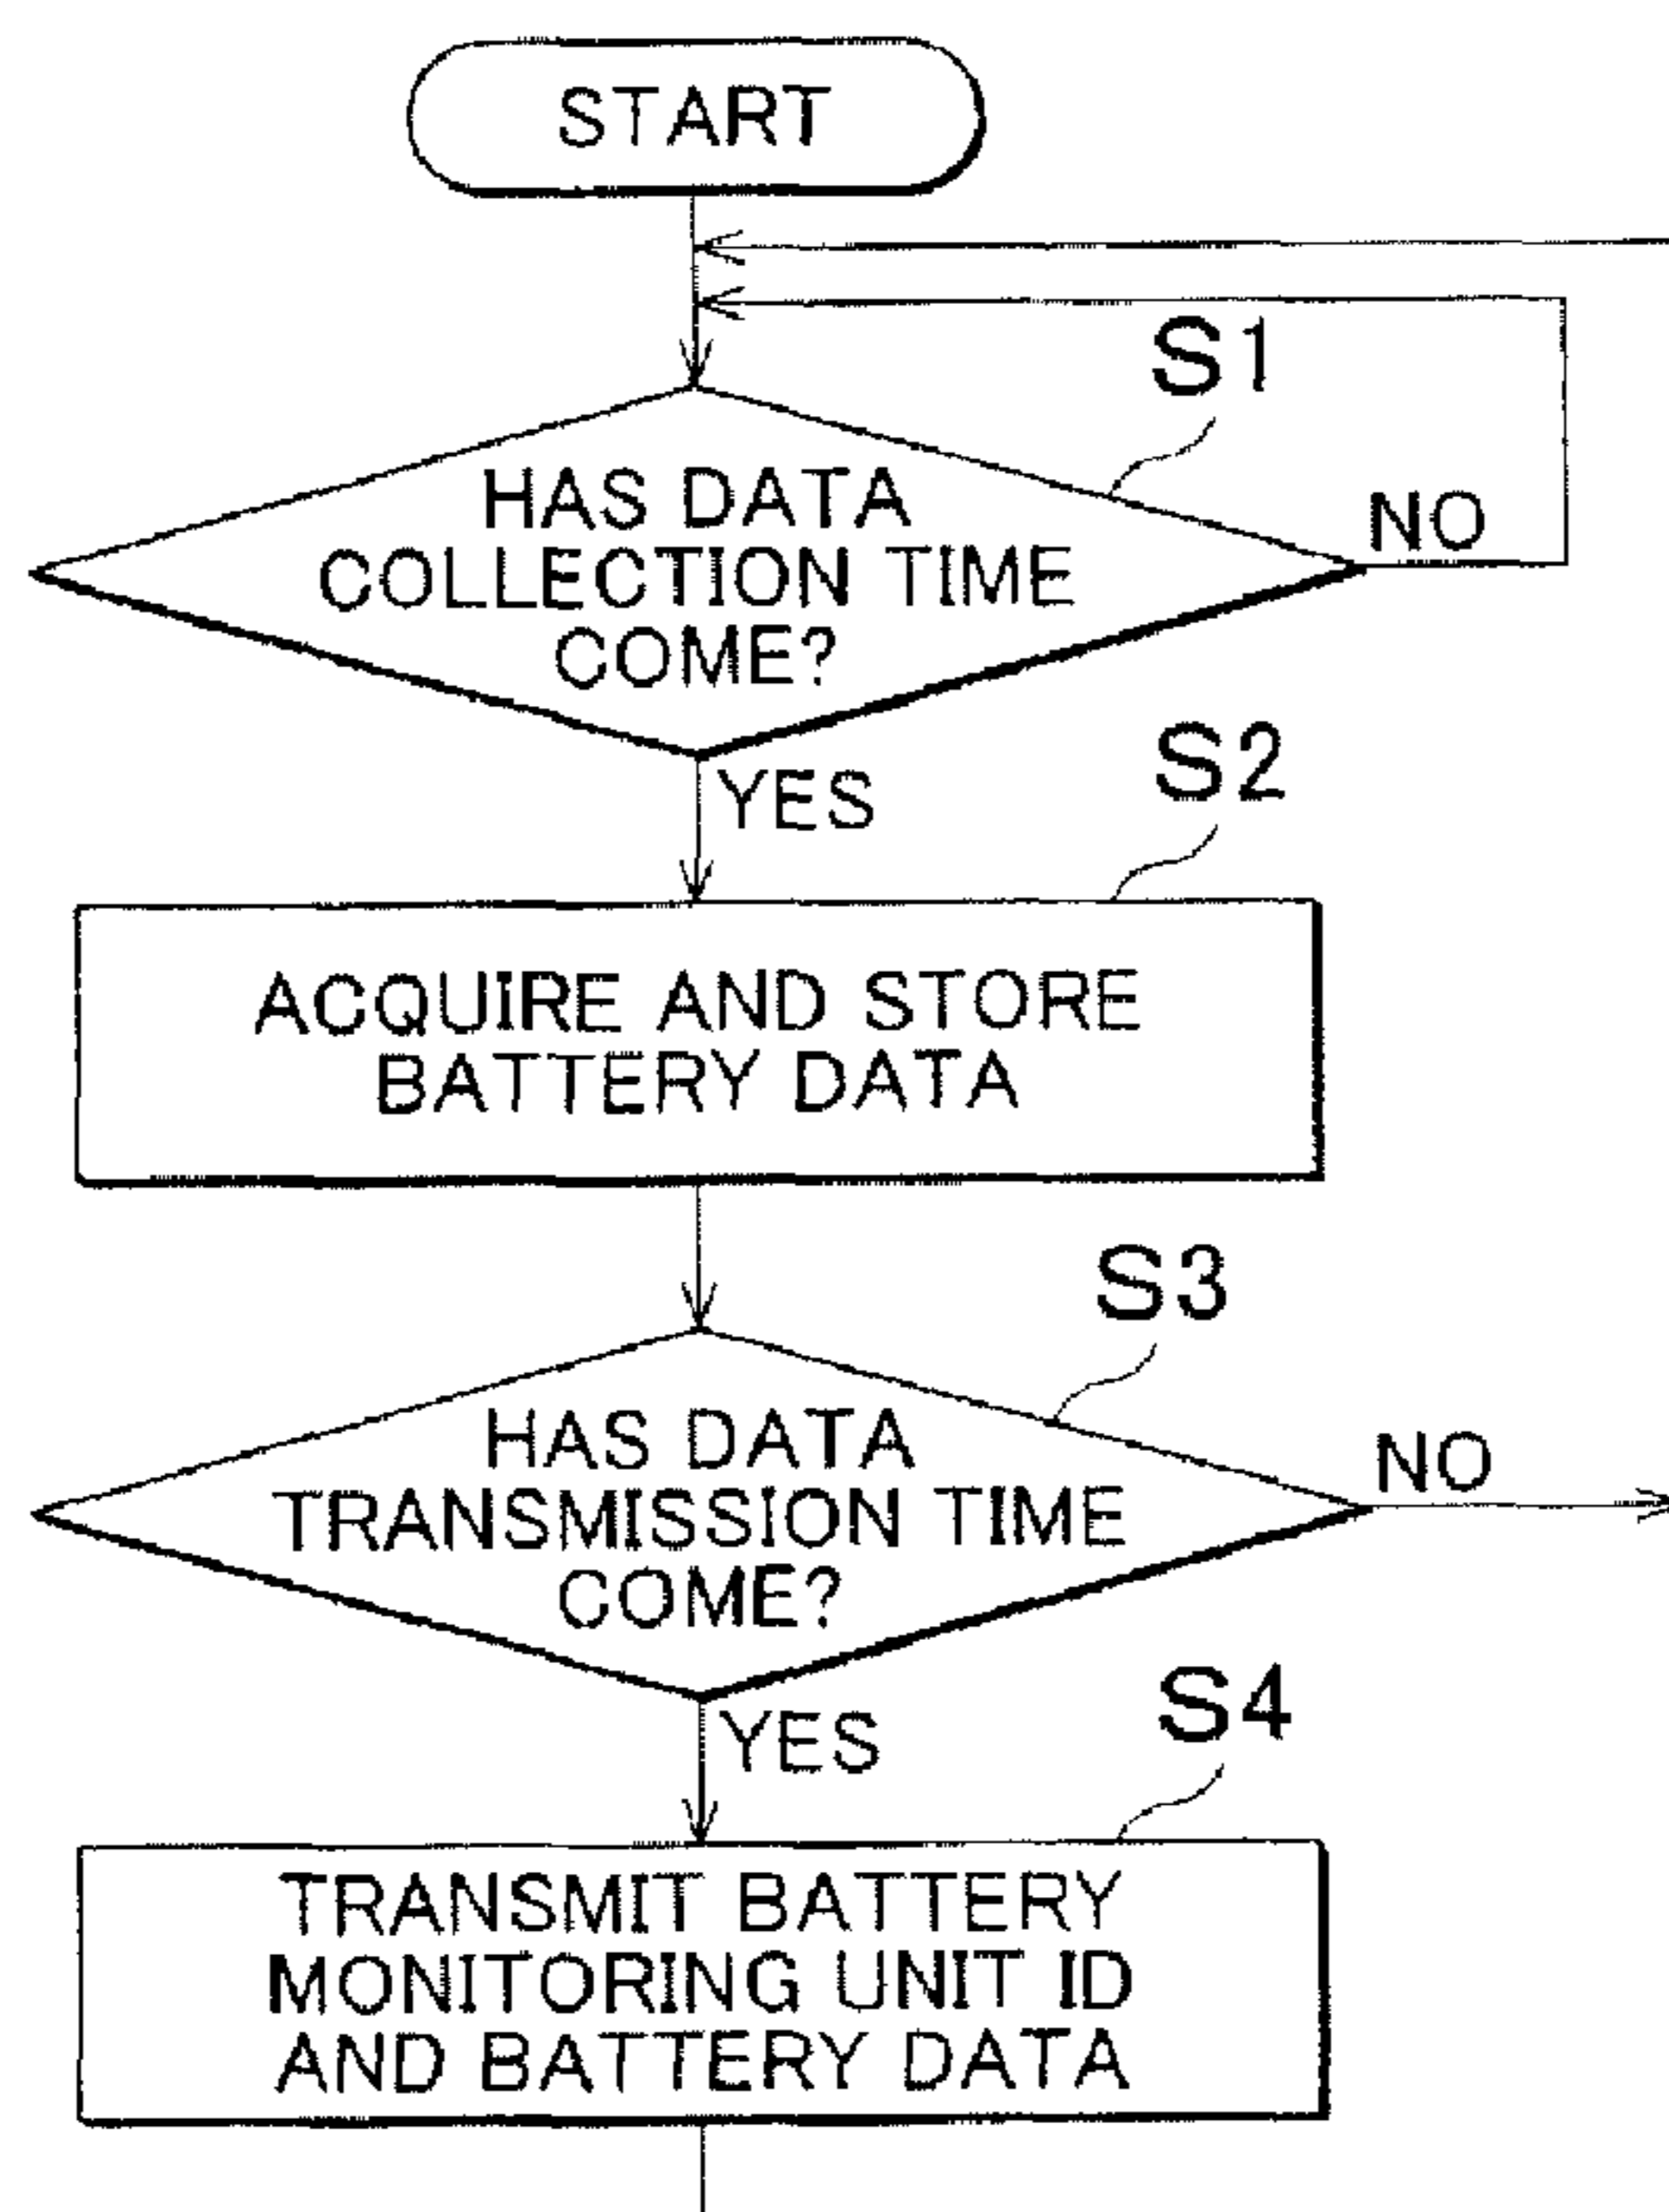 START
S1
HAS DATA
COLLECTION TIME
COME?
NO
YES
S2
ACQUIRE AND STORE
BATTERY DATA
S3
HAS DATA
TRANSMISSION TIME
COME?
NO
YES
S4
TRANSMIT BATTERY
MONITORING UNIT ID
AND BATTERY DATA